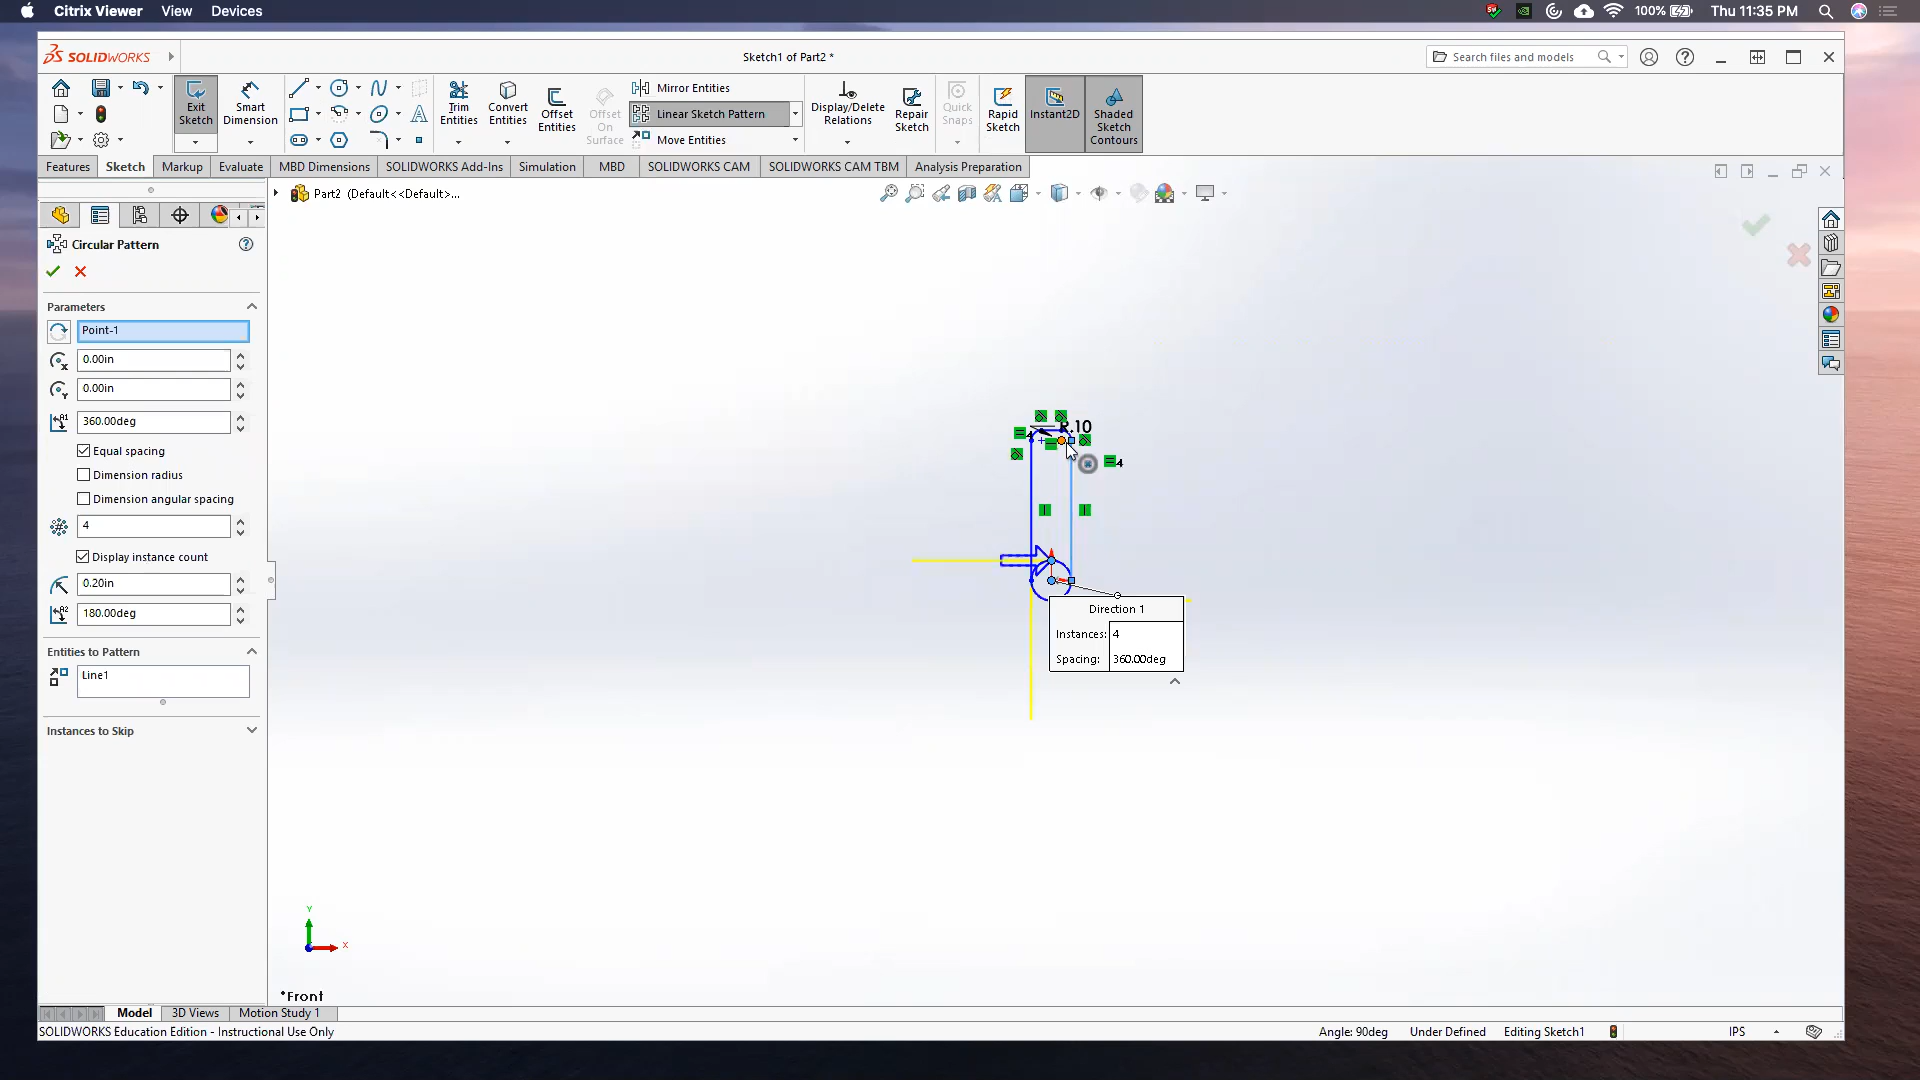 Citrix Viewer View Devices 100% Thu 11:35 PM
SOLIDWORKS Sketch1 of Part2 * Search files and models
Exit Sketch
Smart Dimension
Trim Entities
Convert Entities
Offset Entities
Offset On Surface
Mirror Entities
Linear Sketch Pattern
Move Entities
Display/Delete Relations
Repair Sketch
Quick Snaps
Rapid Sketch
Instant2D
Shaded Sketch Contours
Features Sketch Markup Evaluate MBD Dimensions SOLIDWORKS Add-Ins Simulation MBD SOLIDWORKS CAM SOLIDWORKS CAM TBM Analysis Preparation
Part2 (Default<<Default>...
Circular Pattern
Parameters
Point-1
0.00in
0.00in
360.00deg
Equal spacing
Dimension radius
Dimension angular spacing
4
Display instance count
0.20in
180.00deg
Entities to Pattern
Line1
Instances to Skip
R.10
4
4
Direction 1
Instances: 4
Spacing: 360.00deg
Y
X
*Front
Model 3D Views Motion Study 1
SOLIDWORKS Education Edition - Instructional Use Only Angle: 90deg Under Defined Editing Sketch1 IPS